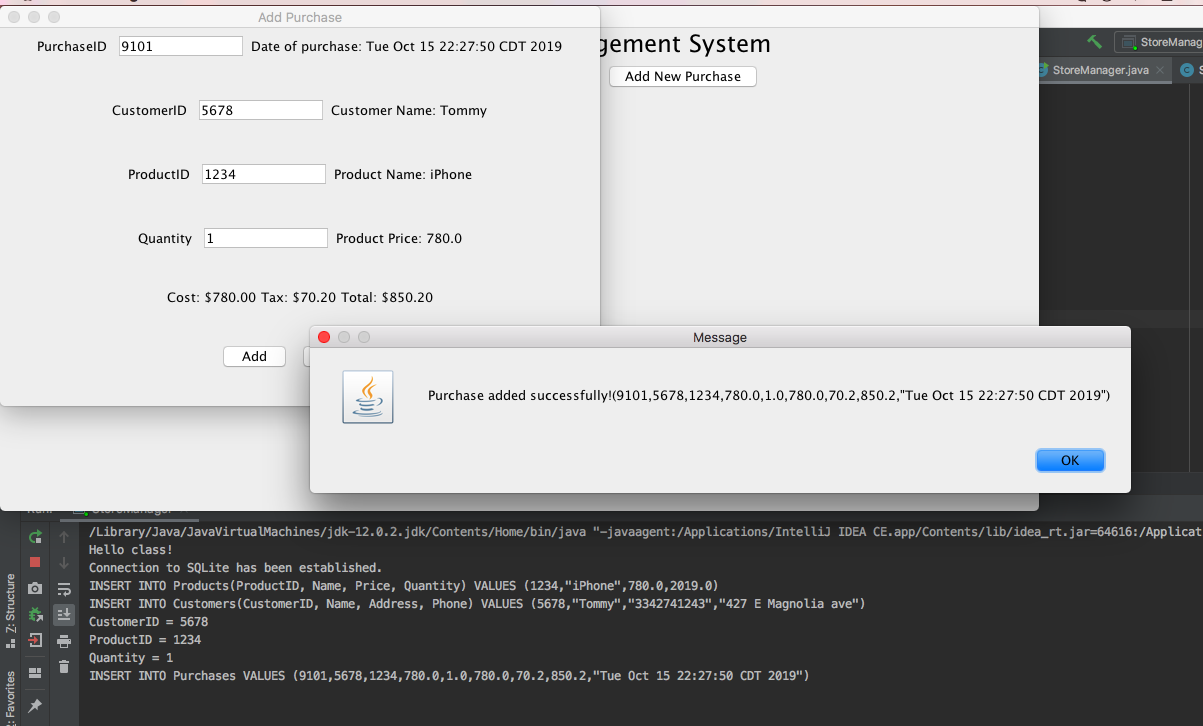 Add Purchase
PurchaseID 9101 Date of purchase: Tue Oct 15 22:27:50 CDT 2019
gement System
Add New Purchase
CustomerID 5678 Customer Name: Tommy
ProductID 1234 Product Name: iPhone
Quantity 1 Product Price: 780.0
Cost: $780.00 Tax: $70.20 Total: $850.20
Add
StoreManag
StoreManager.java
Message
Purchase added successfully!(9101,5678,1234,780.0,1.0,780.0,70.2,850.2,"Tue Oct 15 22:27:50 CDT 2019")
OK
/Library/Java/JavaVirtualMachines/jdk-12.0.2.jdk/Contents/Home/bin/java "-javaagent:/Applications/IntelliJ IDEA CE.app/Contents/lib/idea_rt.jar=64616:/Applicat
Hello class!
Connection to SQLite has been established.
INSERT INTO Products(ProductID, Name, Price, Quantity) VALUES (1234,"iPhone",780.0,2019.0)
INSERT INTO Customers(CustomerID, Name, Address, Phone) VALUES (5678,"Tommy","3342741243","427 E Magnolia ave")
CustomerID = 5678
ProductID = 1234
Quantity = 1
INSERT INTO Purchases VALUES (9101,5678,1234,780.0,1.0,780.0,70.2,850.2,"Tue Oct 15 22:27:50 CDT 2019")
Z: Structure
: Favorites